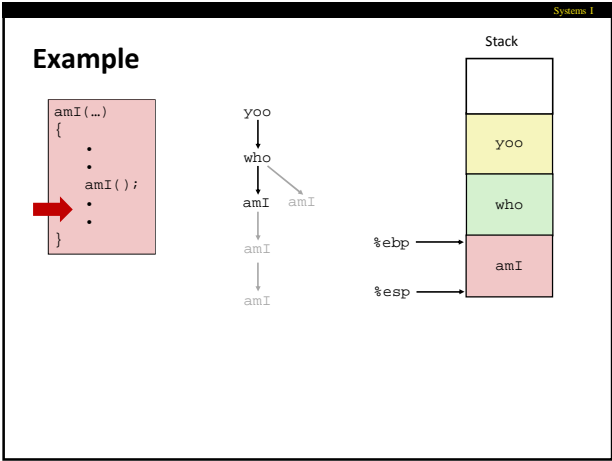 Systems I
Example
Stack
amI(…)
{
•
•
amI();
•
•
}
yoo
who
amI amI
amI
amI
yoo
who
%ebp
amI
%esp